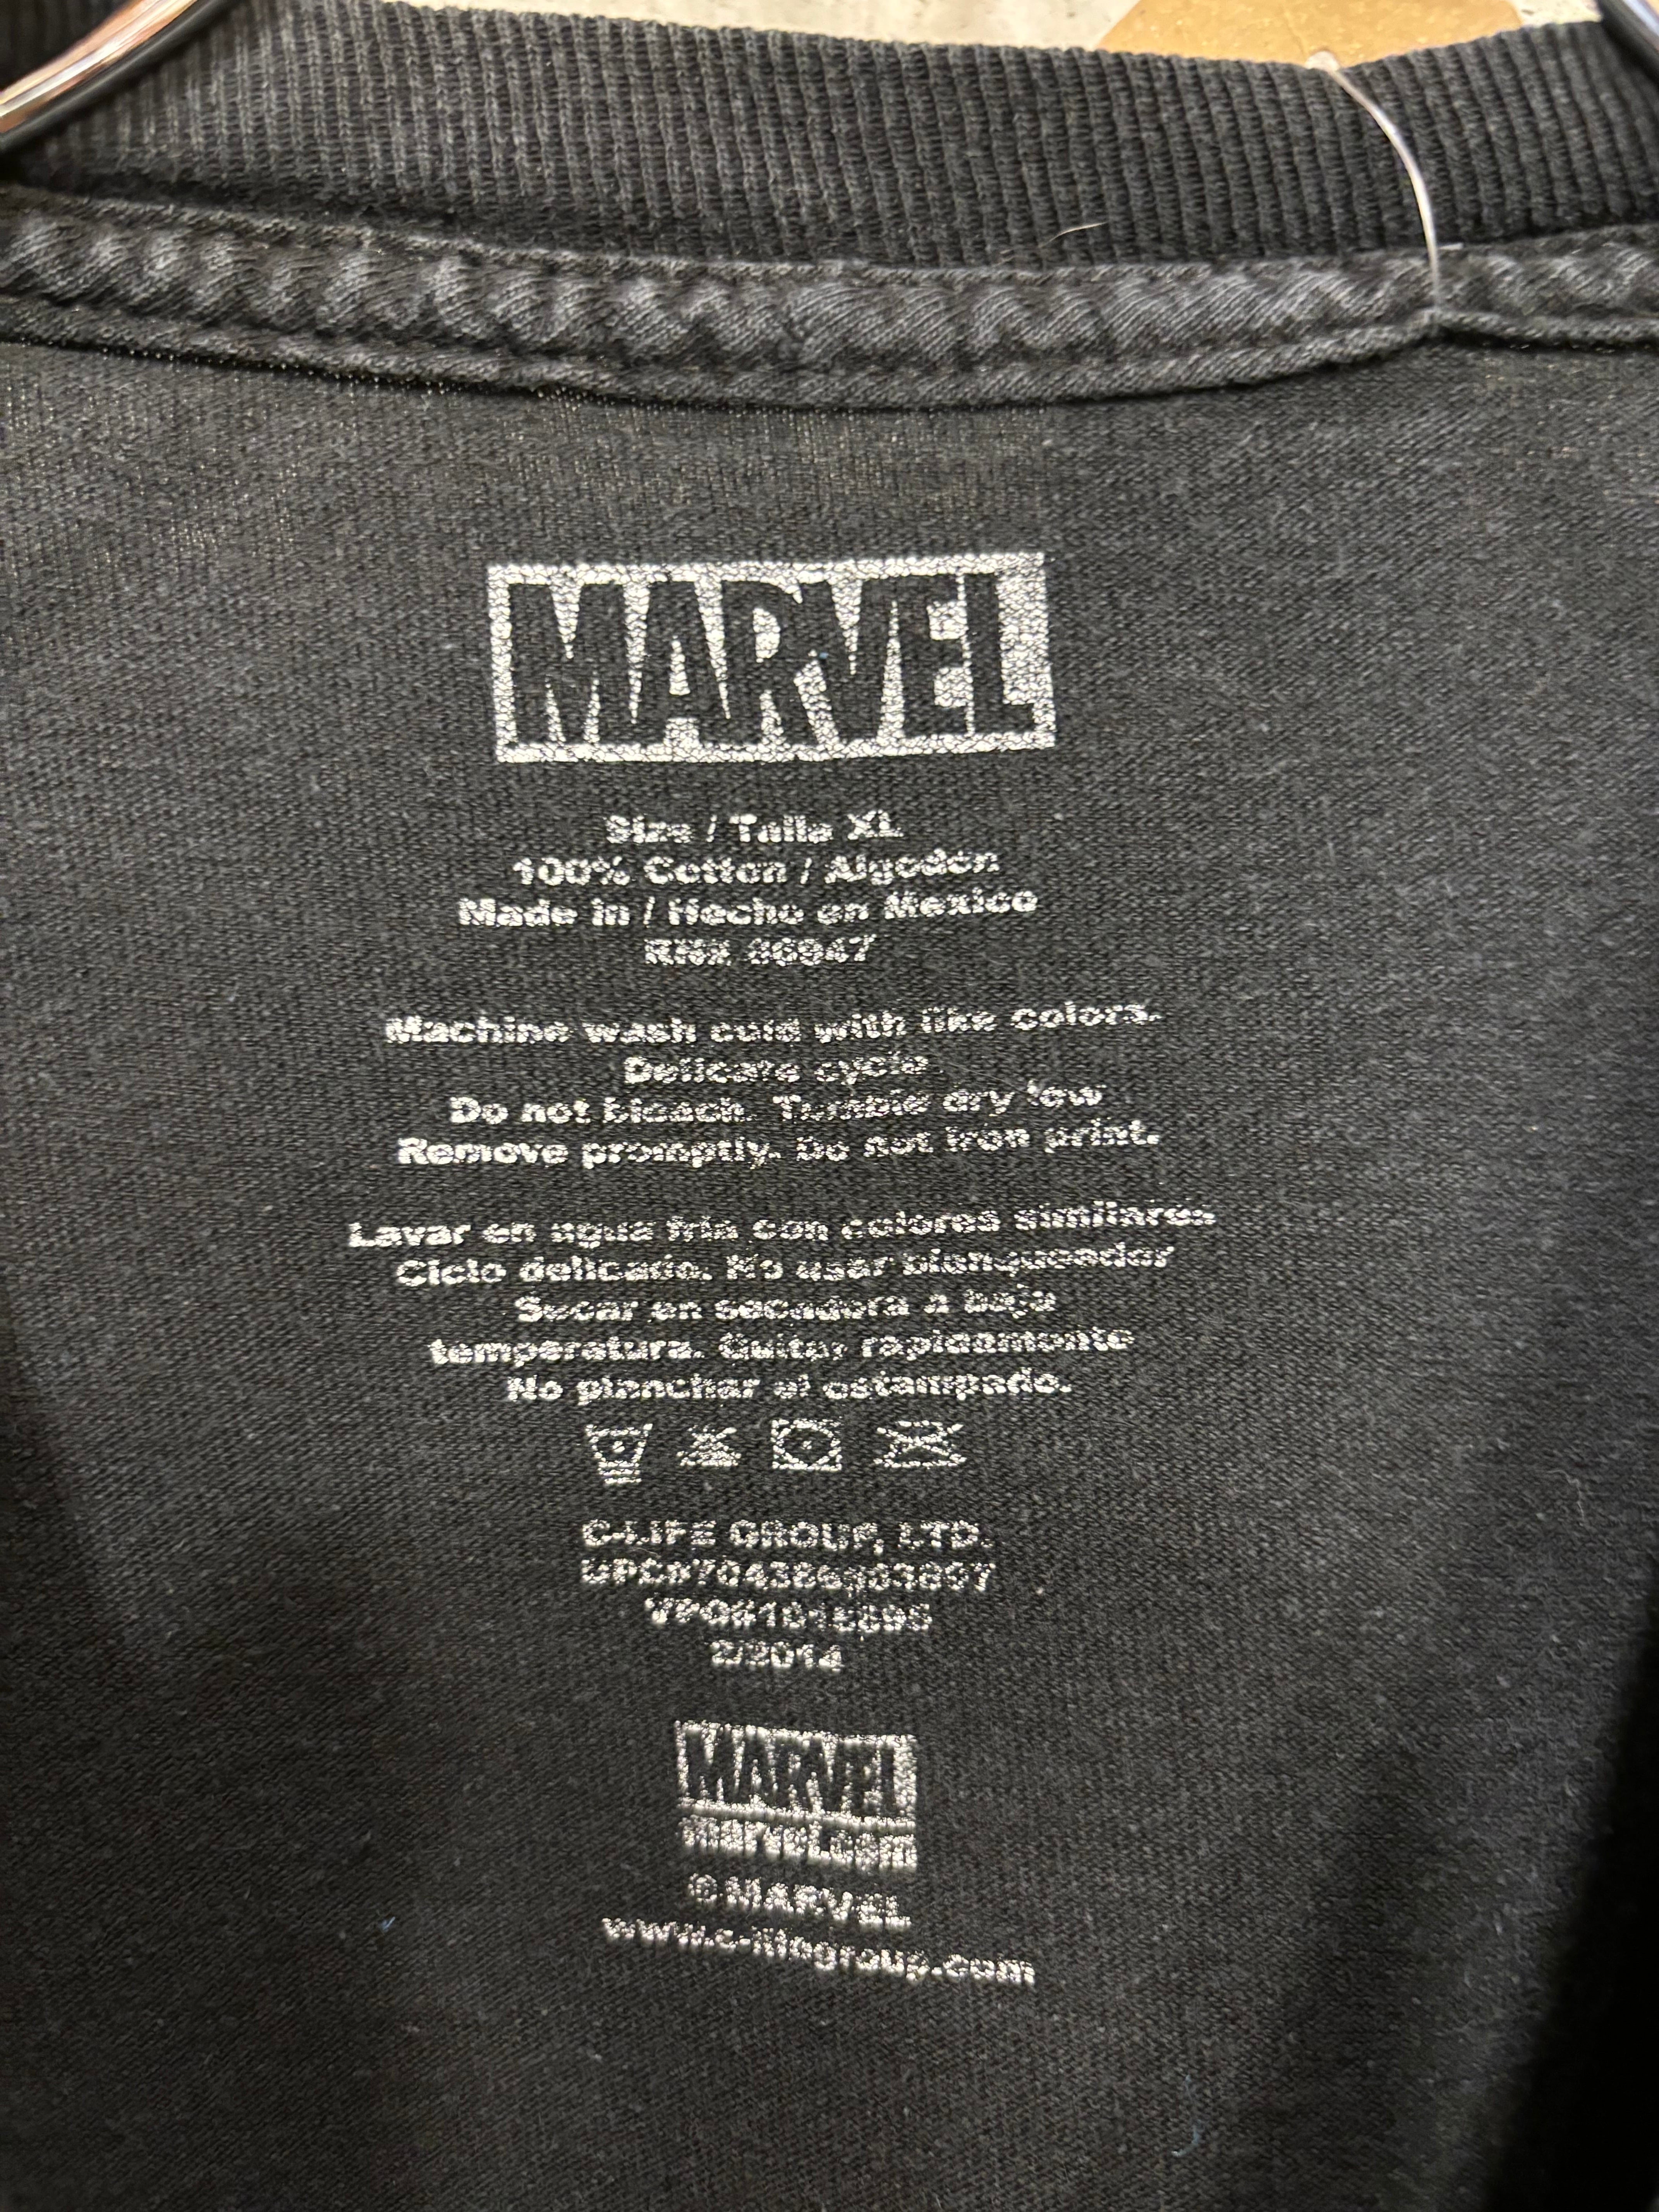 MARVEL
Size / Talla XL
100% Cotton / Algodón
Made in / Hecho en Mexico
RN# 86947
Machine wash cold with like colors.
Delicate cycle.
Do not bleach. Tumble dry low
Remove promptly. Do not iron print.
Lavar en agua fria con colores similares
Ciclo delicado. No usar blanqueador
Secar en secadora a baja
temperatura. Quitar rapidamente
No planchar el estampado.
C-LIFE GROUP, LTD.
2/2014
MARVEL
marvel.com
© MARVEL
www.c-lifegroup.com